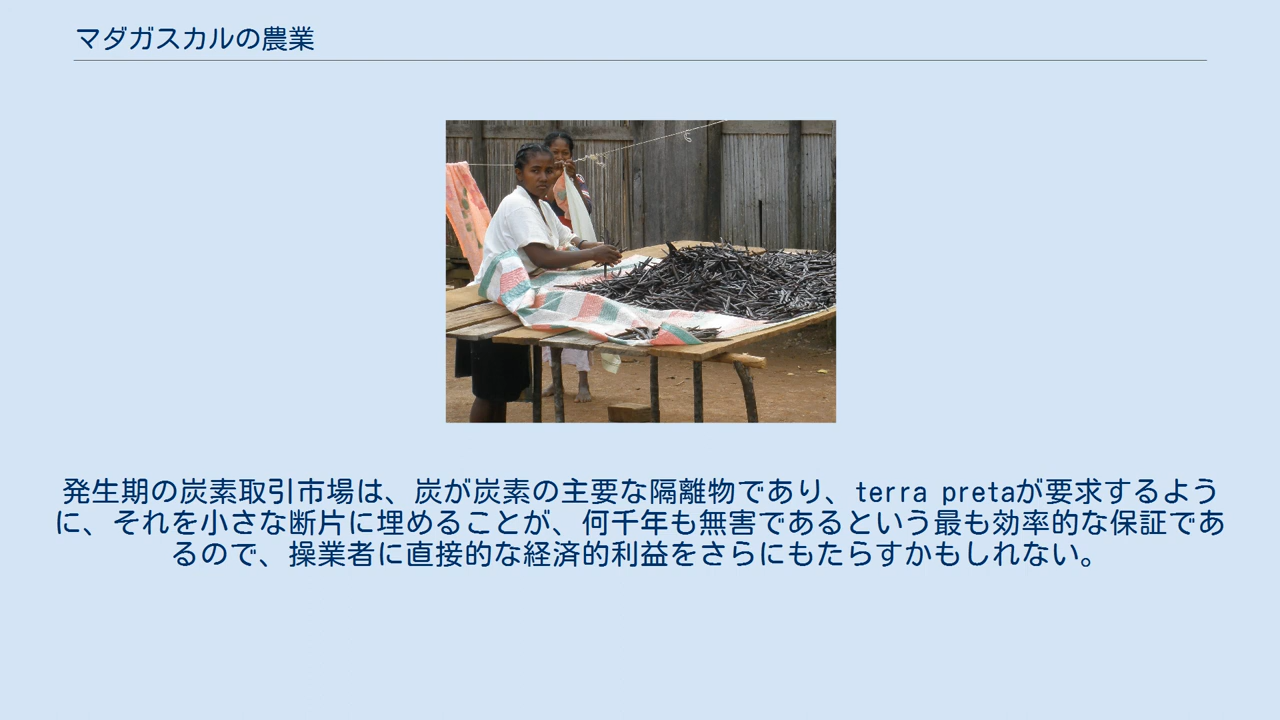 マダガスカルの農業
発生期の炭素取引市場は、炭が炭素の主要な隔離物であり、terra pretaが要求するよう
に、それを小さな断片に埋めることが、何千年も無害であるという最も効率的な保証であ
るので、操業者に直接的な経済的利益をさらにもたらすかもしれない。